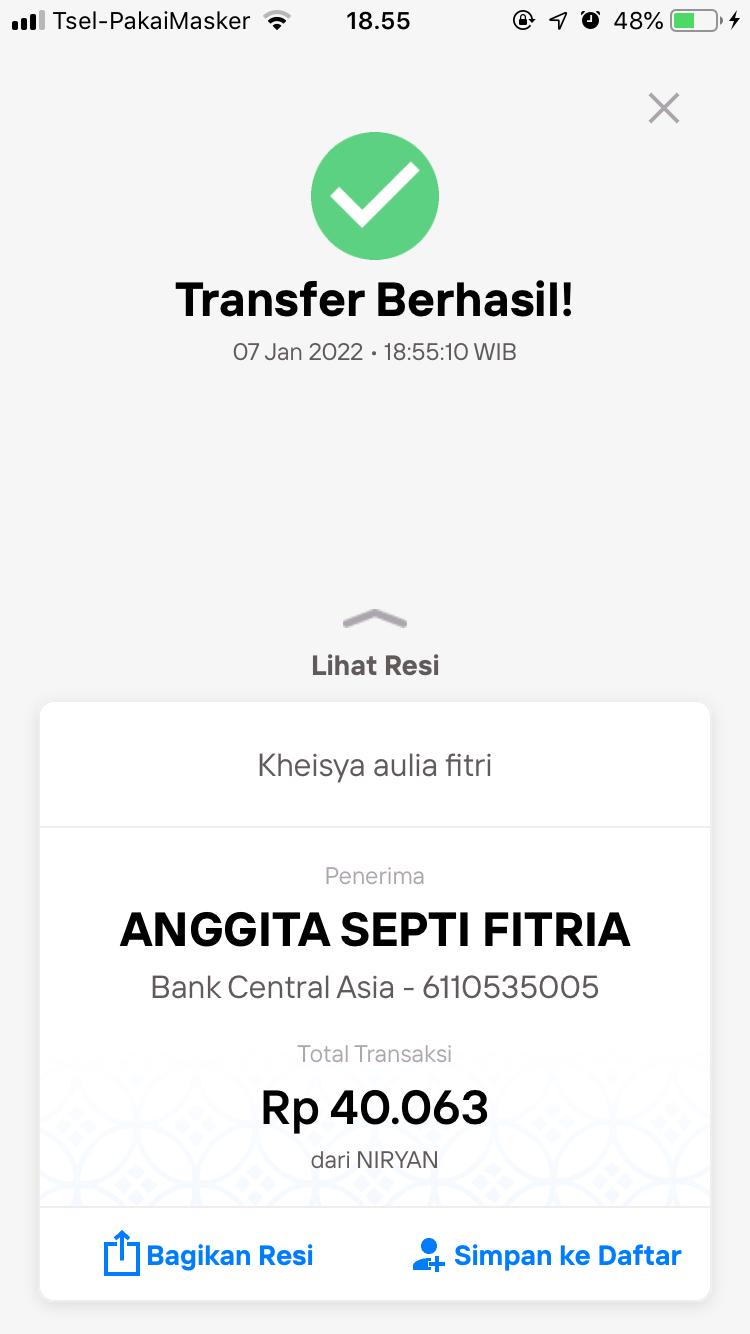 Tsel-PakaiMasker 18.55 48%
Transfer Berhasil!
07 Jan 2022 • 18:55:10 WIB
Lihat Resi
Kheisya aulia fitri
Penerima
ANGGITA SEPTI FITRIA
Bank Central Asia - 6110535005
Total Transaksi
Rp 40.063
dari NIRYAN
Bagikan Resi Simpan ke Daftar